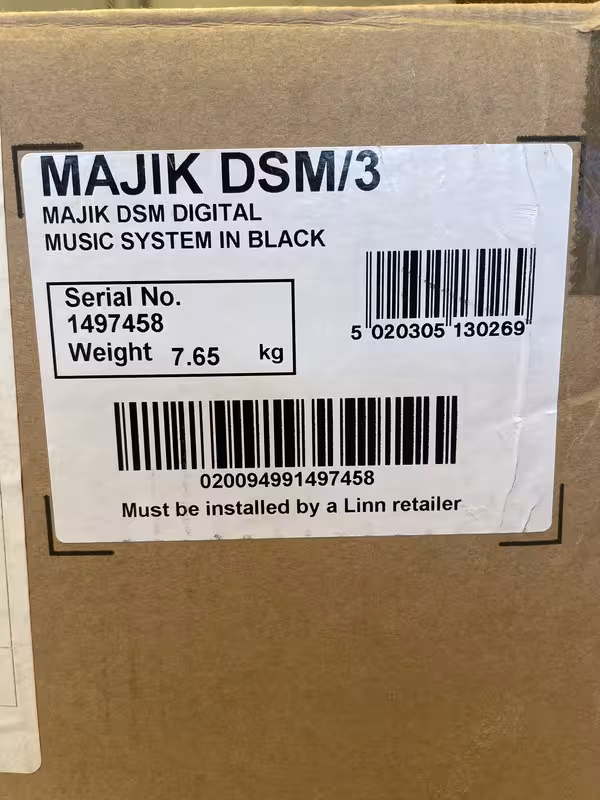 MAJIK DSM/3
MAJIK DSM DIGITAL
MUSIC SYSTEM IN BLACK
Serial No.
1497458
Weight 7.65 kg
5 020305 130269
020094991497458
Must be installed by a Linn retailer